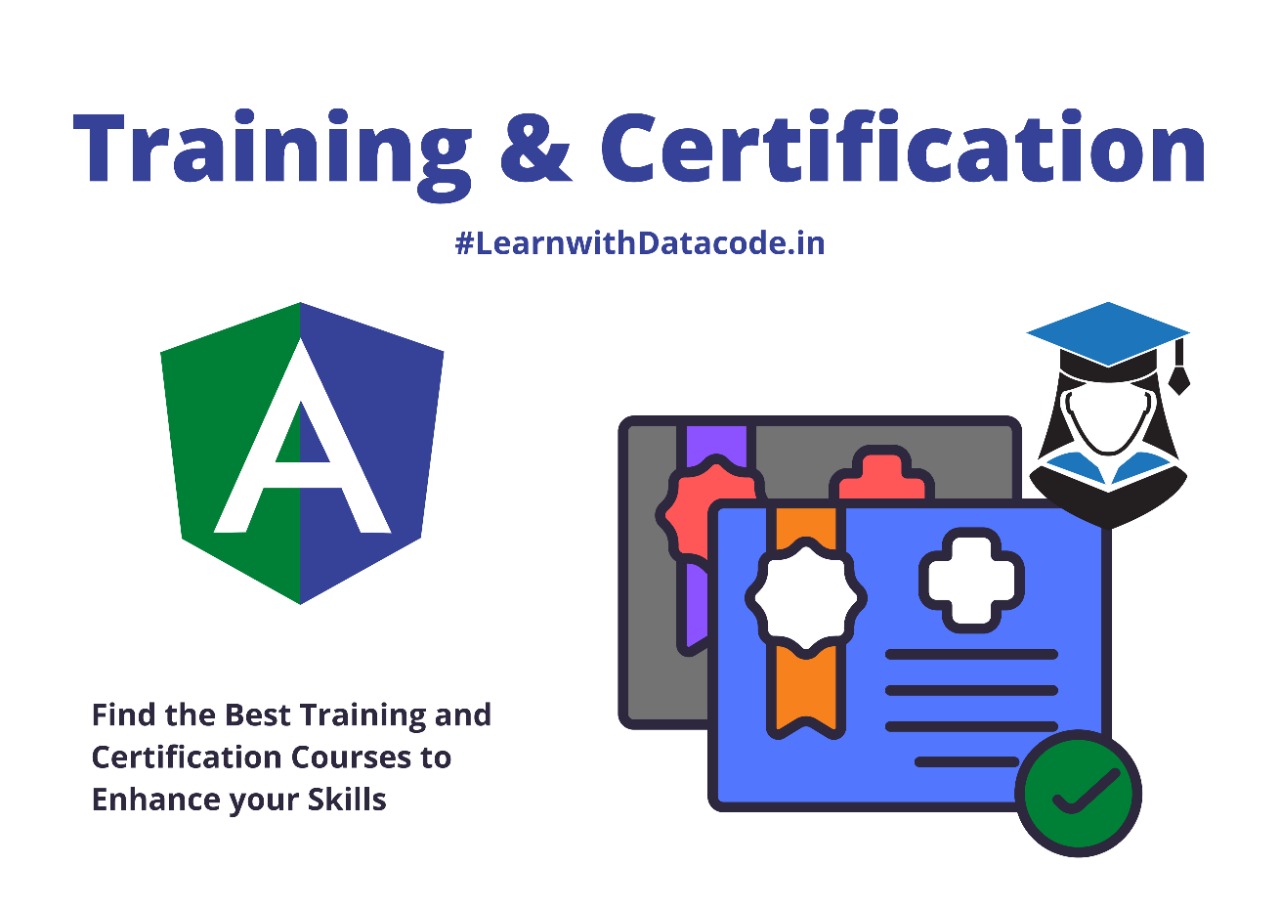 Training & Certification
#LearnwithDatacode.in
A
Find the Best Training and
Certification Courses to
Enhance your Skills